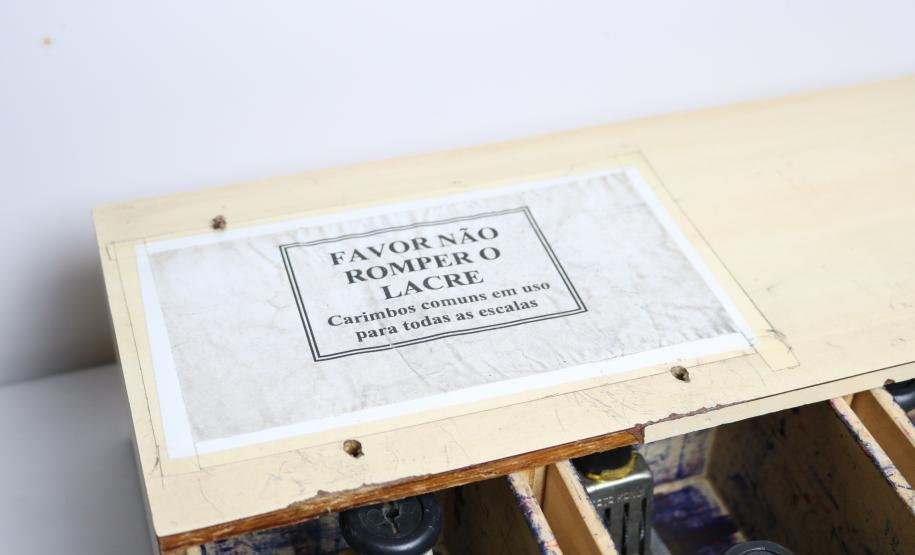 FAVOR NÃO
ROMPER O
LACRE
Carimbos comuns em uso
para todas as escalas